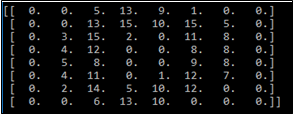 [[  0.   0.   5.  13.   9.   1.   0.   0.]
 [  0.   0.  13.  15.  10.  15.   5.   0.]
 [  0.   3.  15.   2.   0.  11.   8.   0.]
 [  0.   4.  12.   0.   0.   8.   8.   0.]
 [  0.   5.   8.   0.   0.   9.   8.   0.]
 [  0.   4.  11.   0.   1.  12.   7.   0.]
 [  0.   2.  14.   5.  10.  12.   0.   0.]
 [  0.   0.   6.  13.  10.   0.   0.   0.]]